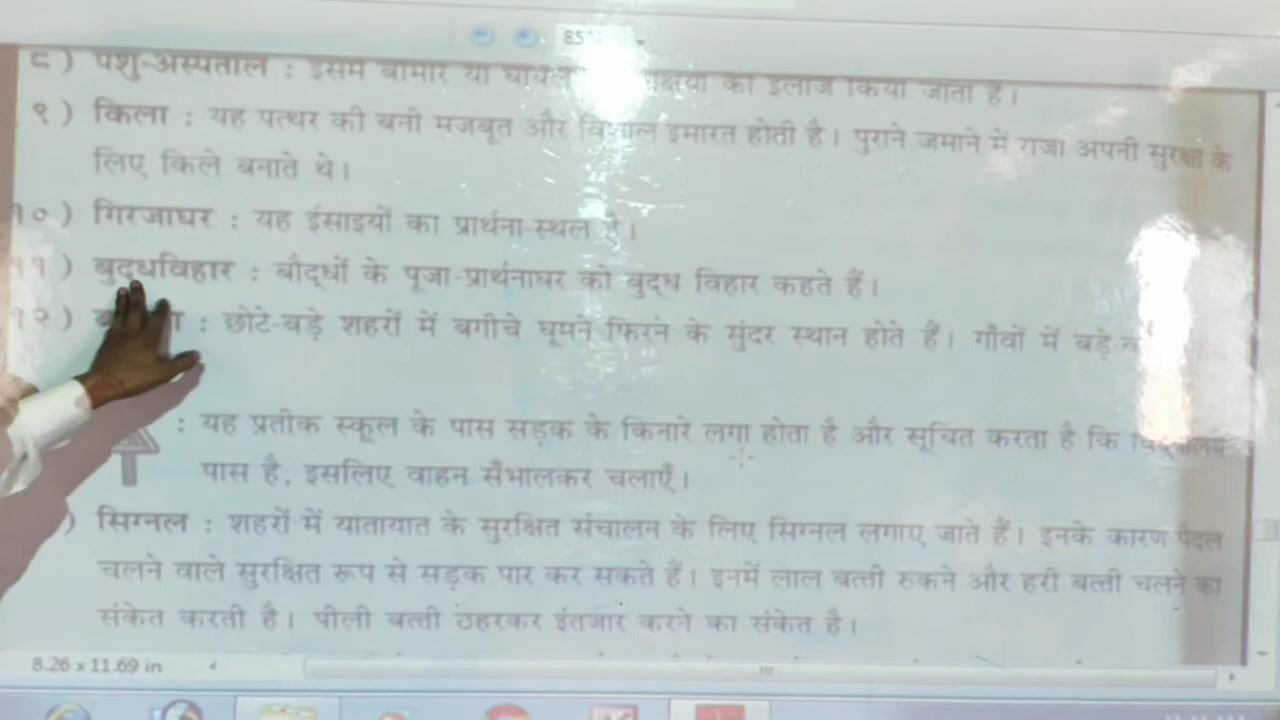 85
८) पशु-अस्पताल : इसमें बीमार या घायल का इलाज किया जाता है।
९) किला : यह पत्थर की बनी मजबूत और विशाल इमारत होती है। पुराने जमाने में राजा अपनी सुरक्षा के
लिए किले बनाते थे।
१०) गिरजाघर : यह ईसाइयों का प्रार्थना-स्थल है।
११) बुद्धविहार : बौद्धों के पूजा-प्रार्थनाघर को बुद्ध विहार कहते हैं।
१२) : छोटे-बड़े शहरों में बगीचे घूमने-फिरने के सुंदर स्थान होते हैं। गाँवों में बड़े
: यह प्रतीक स्कूल के पास सड़क के किनारे लगा होता है और सूचित करता है कि विद्यालय
पास है, इसलिए वाहन सँभालकर चलाएँ।
) सिग्नल : शहरों में यातायात के सुरक्षित संचालन के लिए सिग्नल लगाए जाते हैं। इनके कारण पैदल
चलने वाले सुरक्षित रूप से सड़क पार कर सकते हैं। इनमें लाल बत्ती रुकने और हरी बत्ती चलने का
संकेत करती है। पीली बत्ती ठहरकर इंतजार करने का संकेत है।
8.26 x 11.69 in